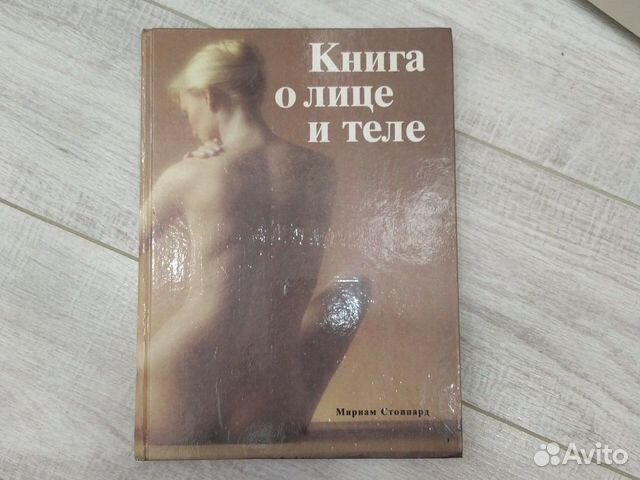 Книга
о лице
и теле
Мириам Стоппард
Avito